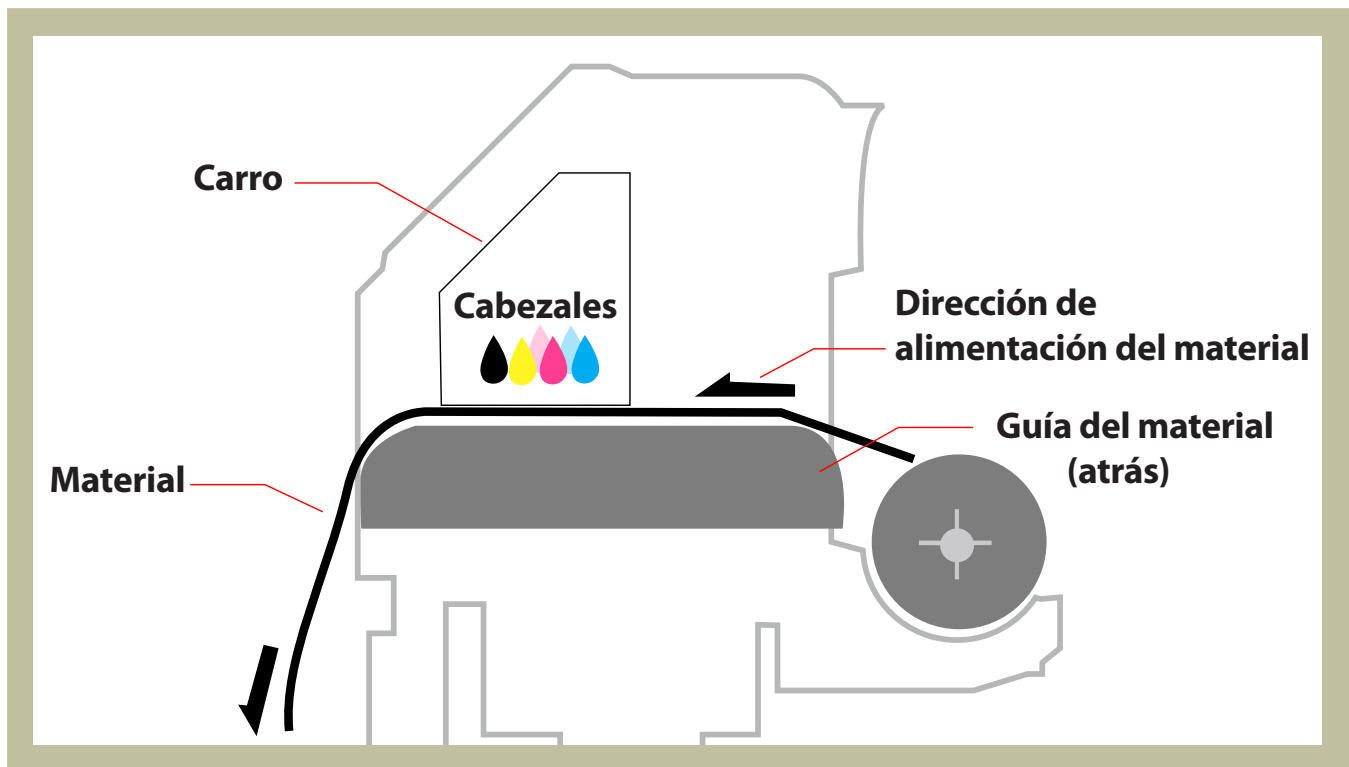 Carro
Cabezales
Dirección de
alimentación del material
Guía del material
(atrás)
Material